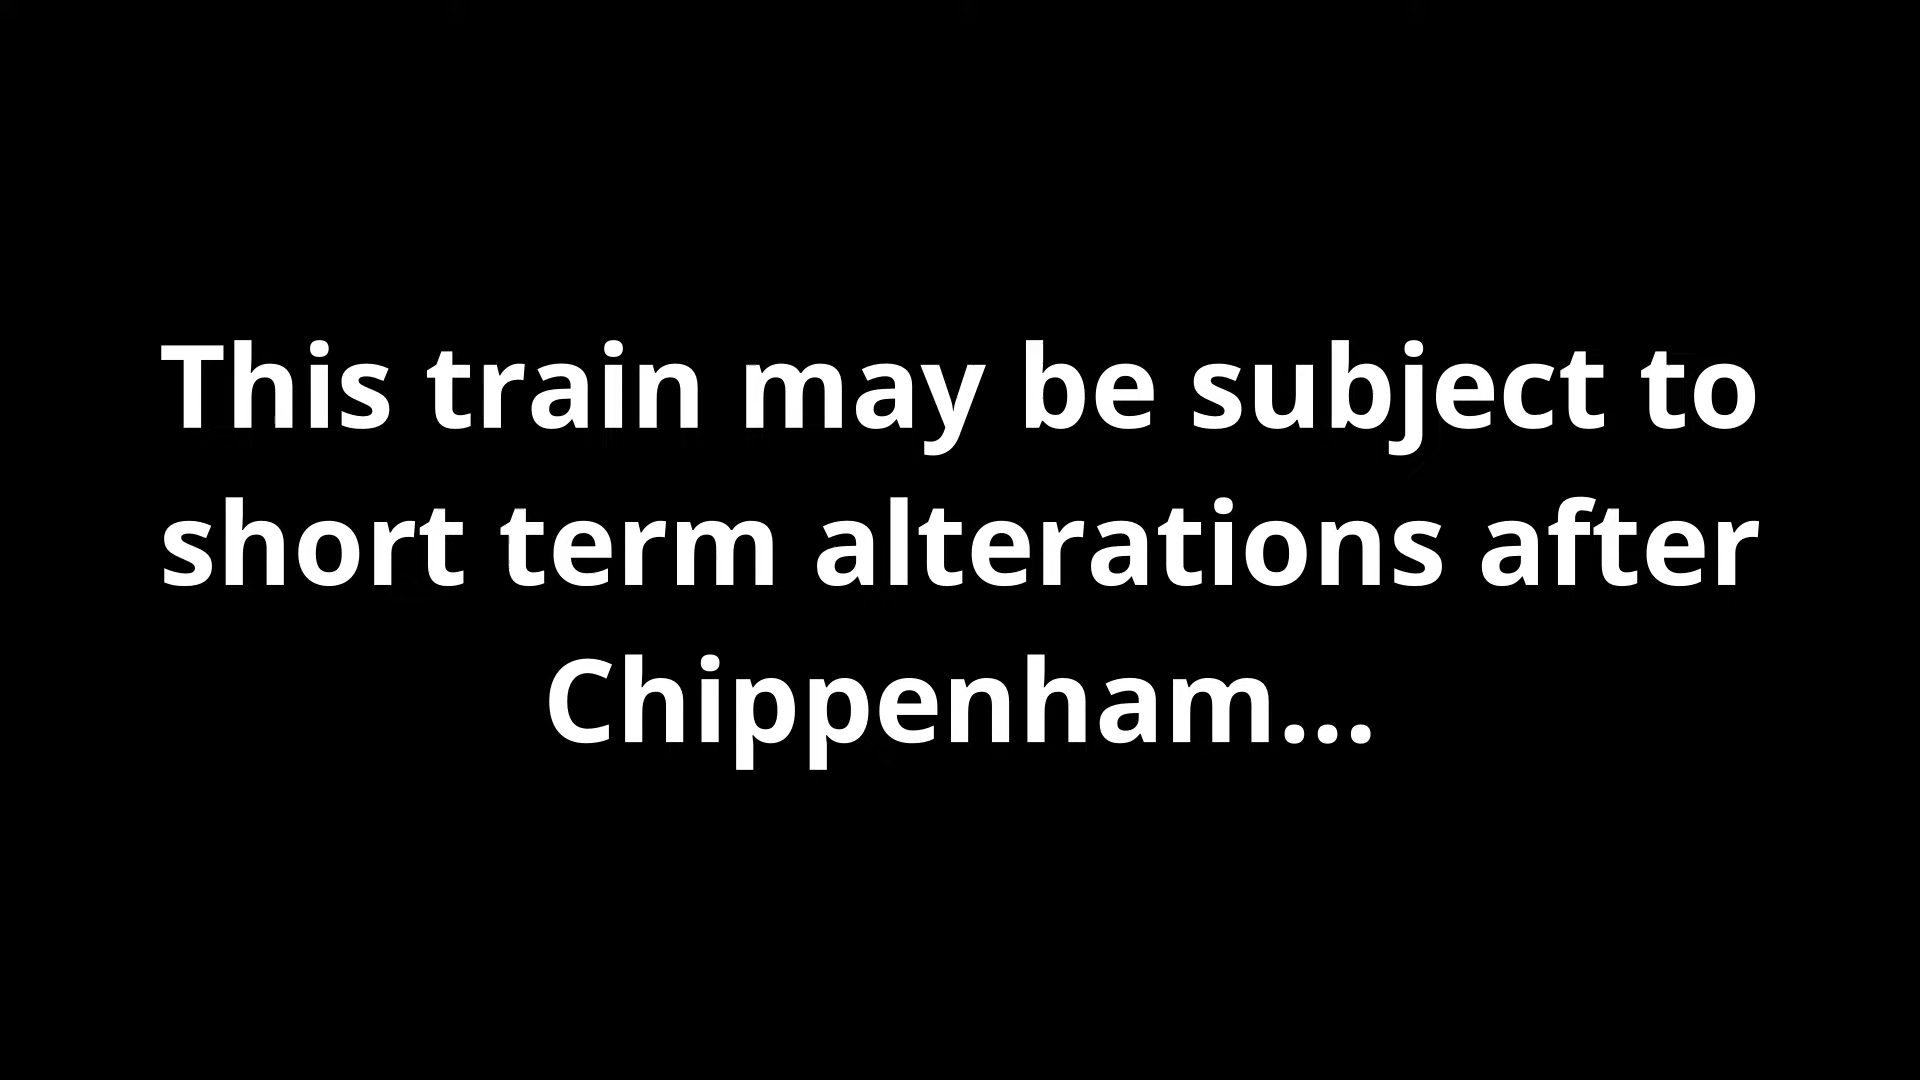 This train may be subject to
short term alterations after
Chippenham...